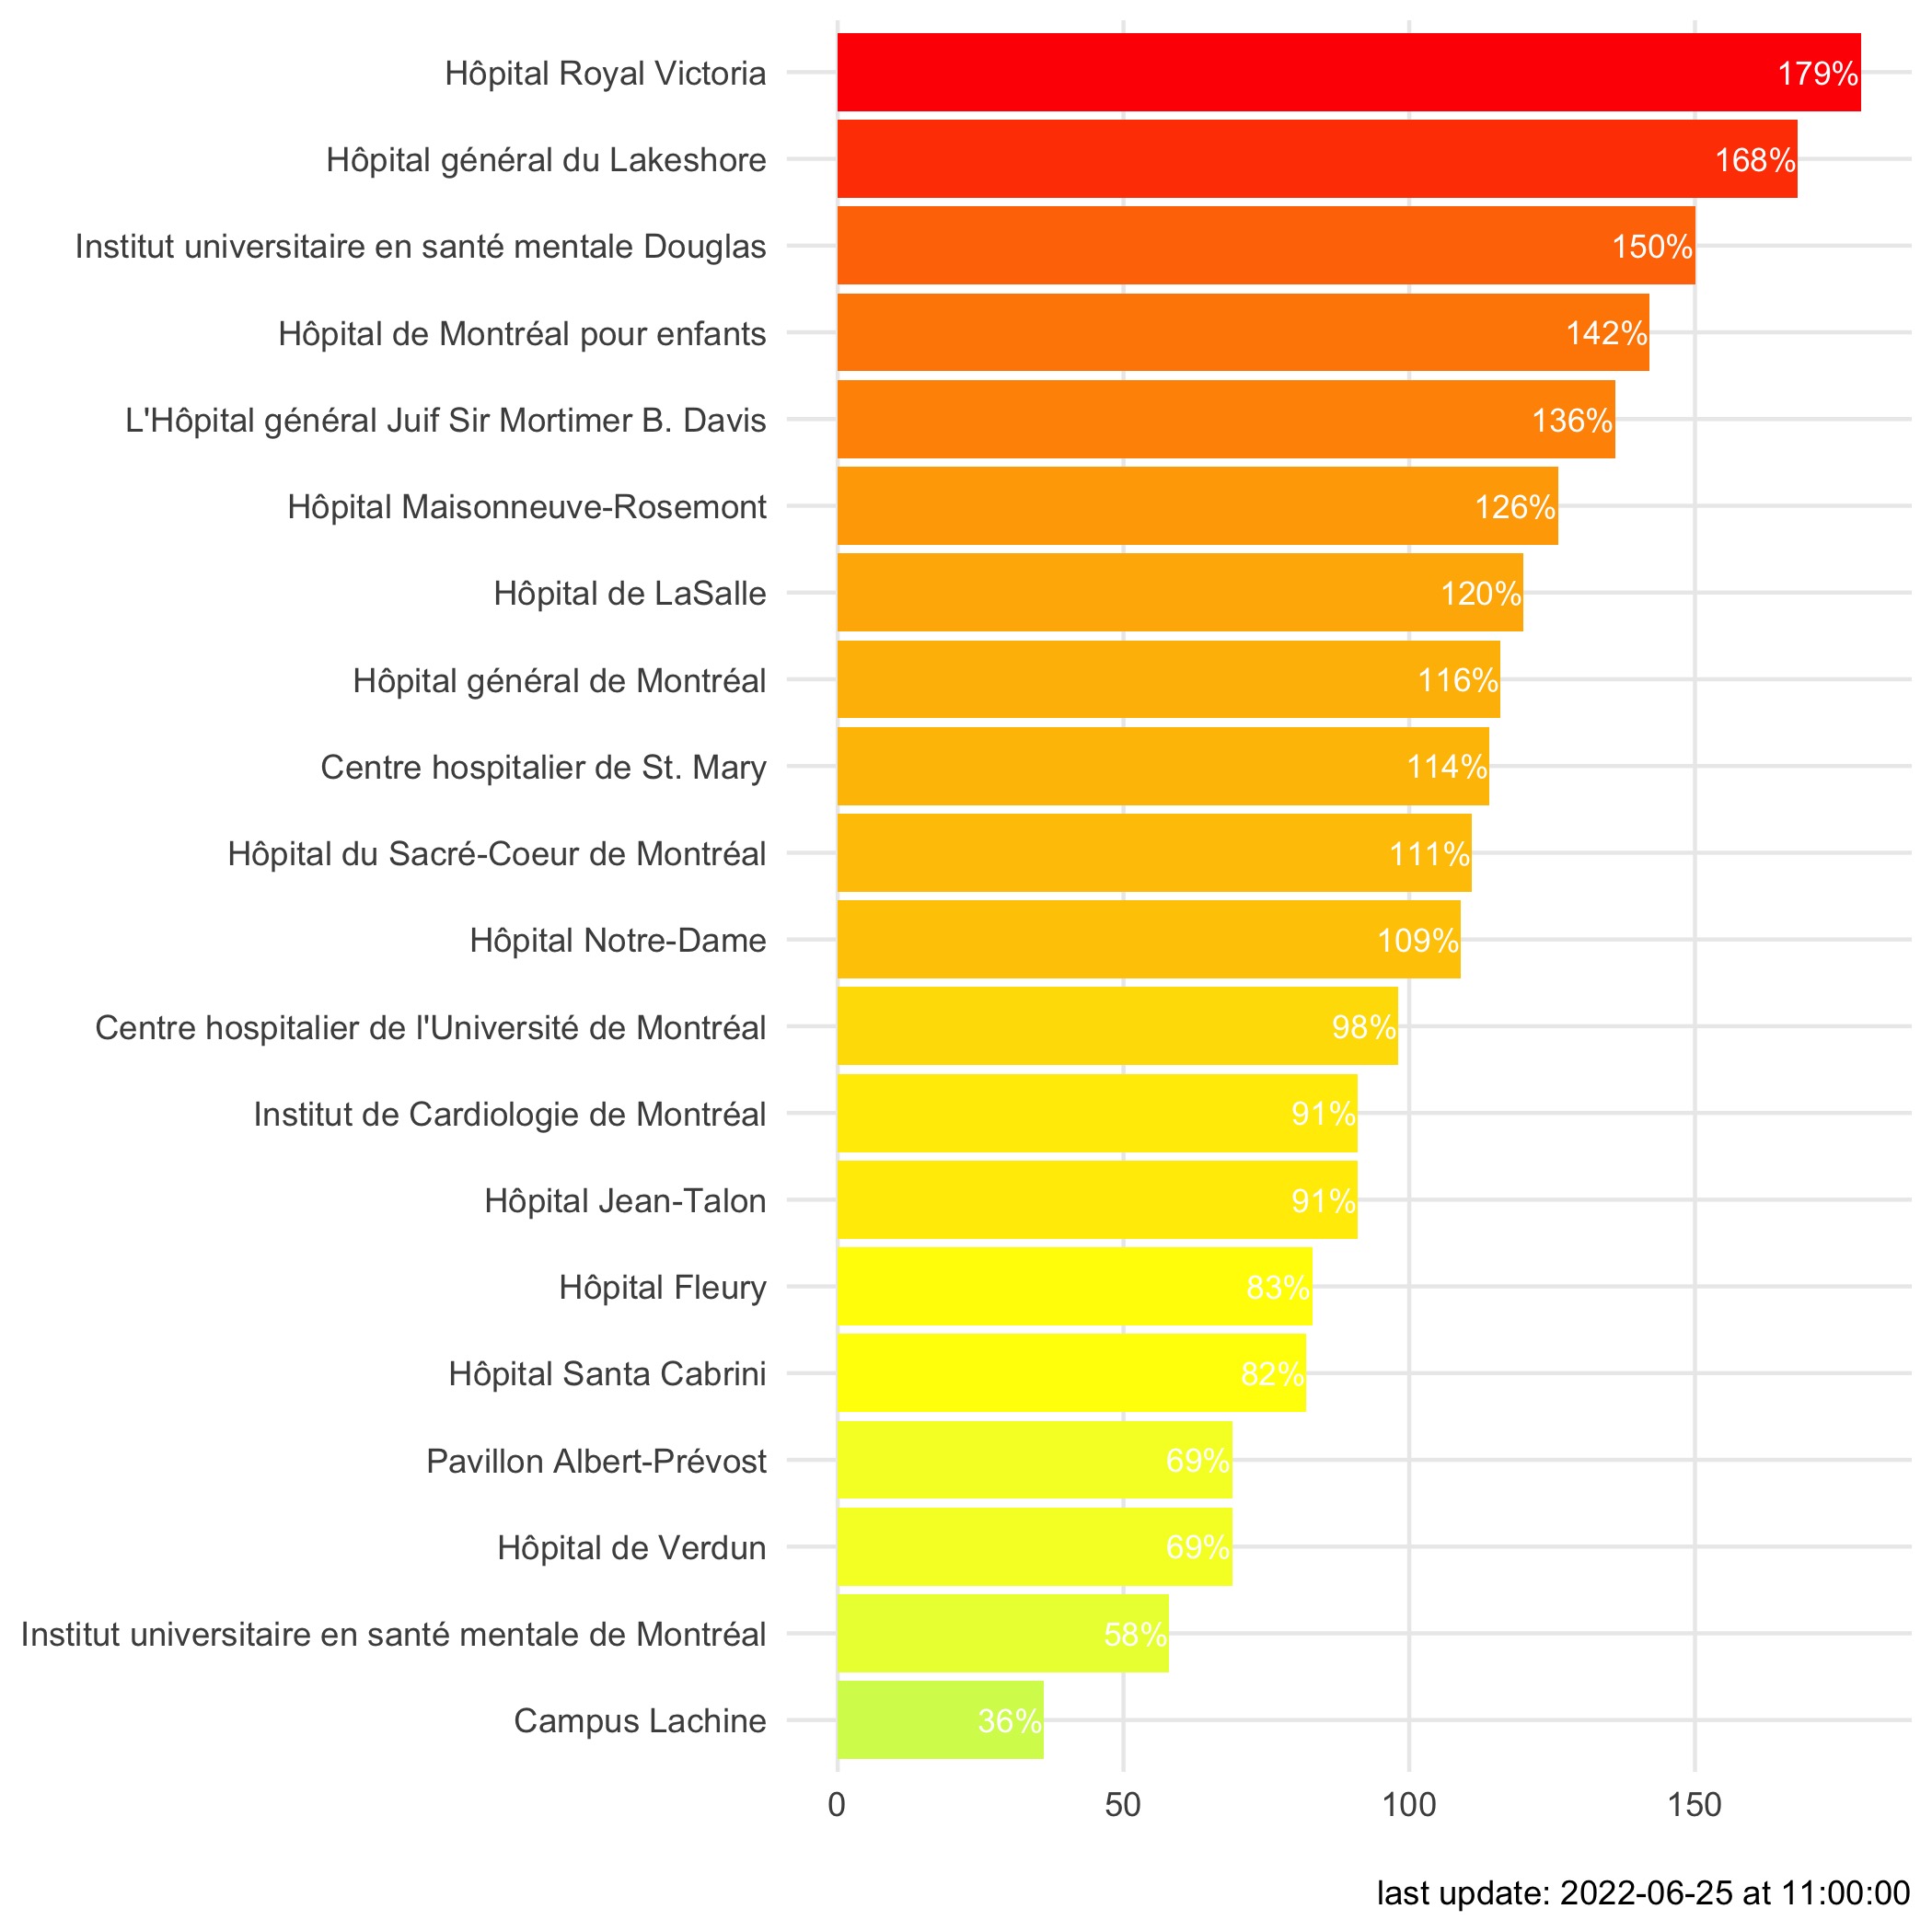 Hôpital Royal Victoria 179%
Hôpital général du Lakeshore 168%
Institut universitaire en santé mentale Douglas 150%
Hôpital de Montréal pour enfants 142%
L'Hôpital général Juif Sir Mortimer B. Davis 136%
Hôpital Maisonneuve-Rosemont 126%
Hôpital de LaSalle 120%
Hôpital général de Montréal 116%
Centre hospitalier de St. Mary 114%
Hôpital du Sacré-Coeur de Montréal 111%
Hôpital Notre-Dame 109%
Centre hospitalier de l'Université de Montréal 98%
Institut de Cardiologie de Montréal 91%
Hôpital Jean-Talon 91%
Hôpital Fleury 83%
Hôpital Santa Cabrini 82%
Pavillon Albert-Prévost 69%
Hôpital de Verdun 69%
Institut universitaire en santé mentale de Montréal 58%
Campus Lachine 36%
0 50 100 150
last update: 2022-06-25 at 11:00:00